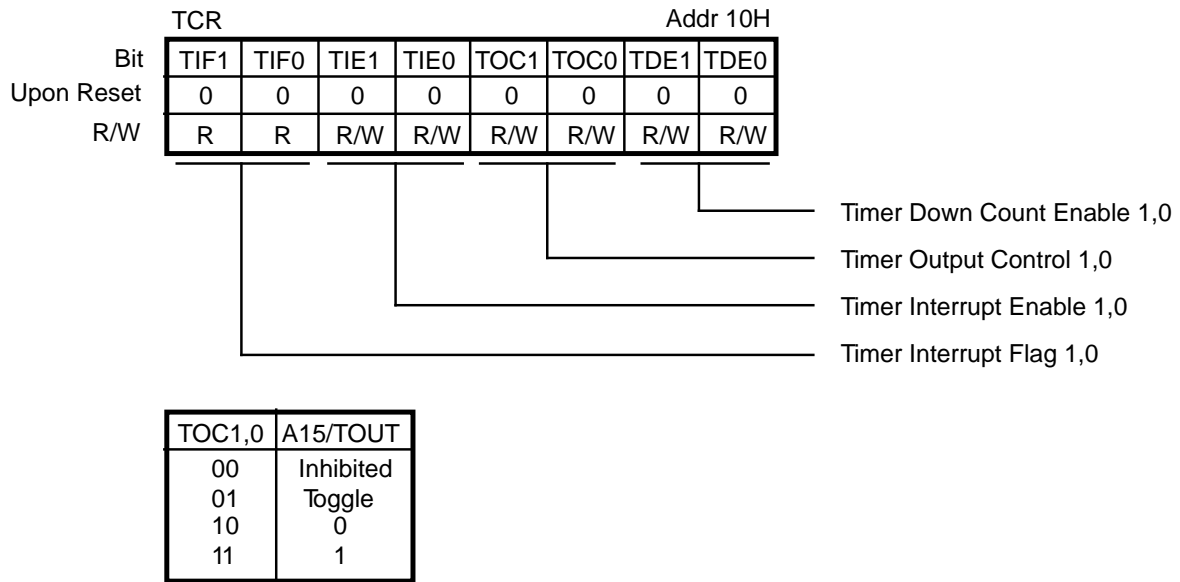 TCR Addr 10H
Bit TIF1 TIF0 TIE1 TIE0 TOC1 TOC0 TDE1 TDE0
Upon Reset 0 0 0 0 0 0 0 0
R/W R R R/W R/W R/W R/W R/W R/W
Timer Down Count Enable 1,0
Timer Output Control 1,0
Timer Interrupt Enable 1,0
Timer Interrupt Flag 1,0
TOC1,0 A15/TOUT
00 Inhibited
01 Toggle
10 0
11 1